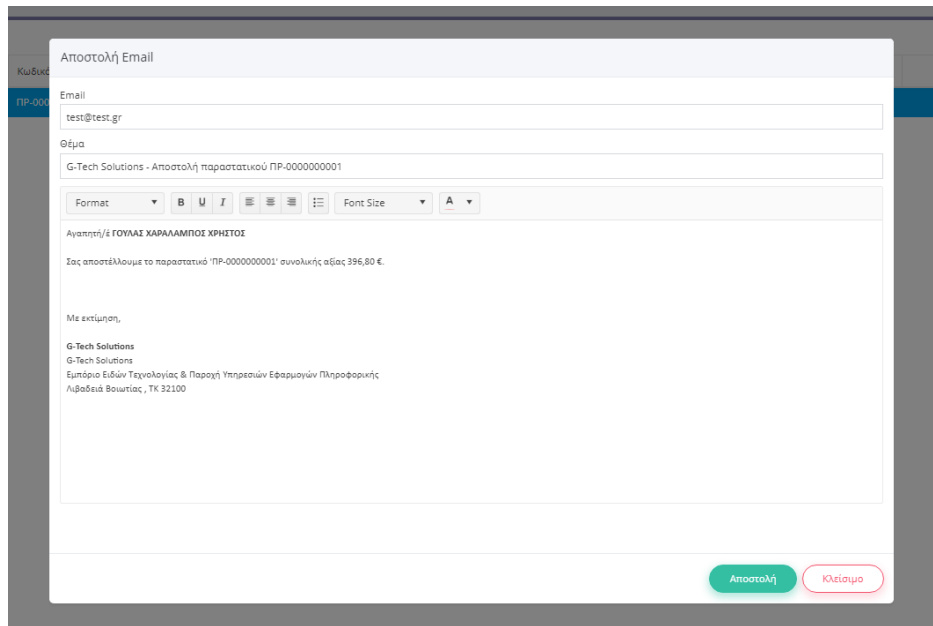 Αποστολή Email
Κωδικό
ΠΡ-000
Email
test@test.gr
Θέμα
G-Tech Solutions - Αποστολή παραστατικού ΠΡ-0000000001
Format B U I Font Size A
Αγαπητή/έ ΓΟΥΛΑΣ ΧΑΡΑΛΑΜΠΟΣ ΧΡΗΣΤΟΣ
Σας αποστέλλουμε το παραστατικό 'ΠΡ-0000000001' συνολικής αξίας 396,80 €.
Με εκτίμηση,
G-Tech Solutions
G-Tech Solutions
Εμπόριο Ειδών Τεχνολογίας & Παροχή Υπηρεσιών Εφαρμογών Πληροφορικής
Λιβαδειά Βοιωτίας , ΤΚ 32100
Αποστολή Κλείσιμο